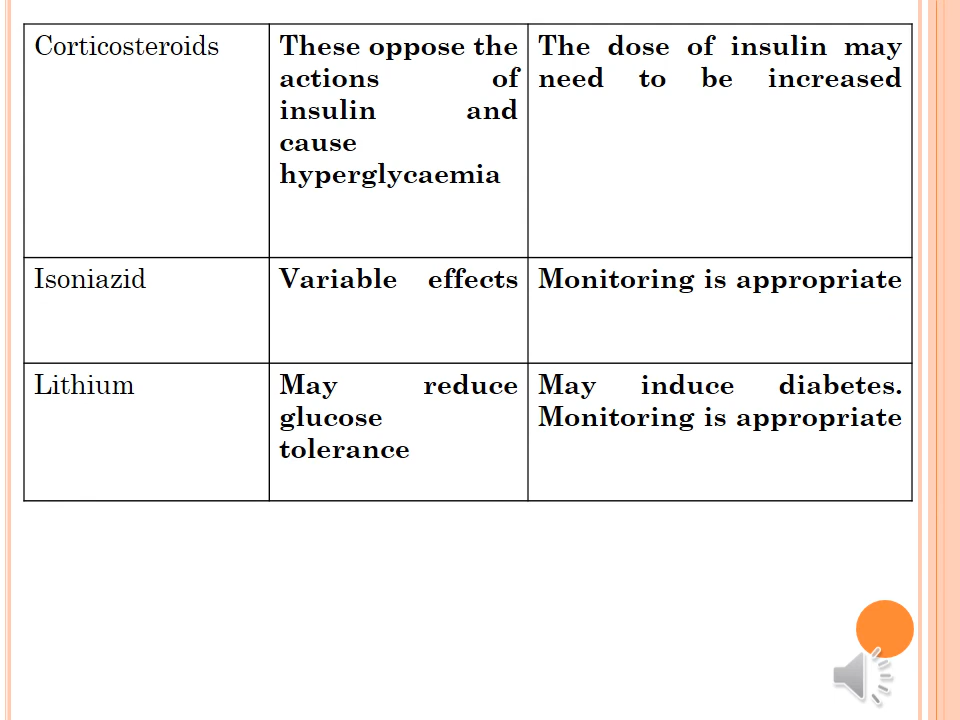 Corticosteroids
These oppose the
actions of
insulin and
cause
hyperglycaemia
The dose of insulin may
need to be increased
Isoniazid
Variable effects
Monitoring is appropriate
Lithium
May reduce
glucose
tolerance
May induce diabetes.
Monitoring is appropriate